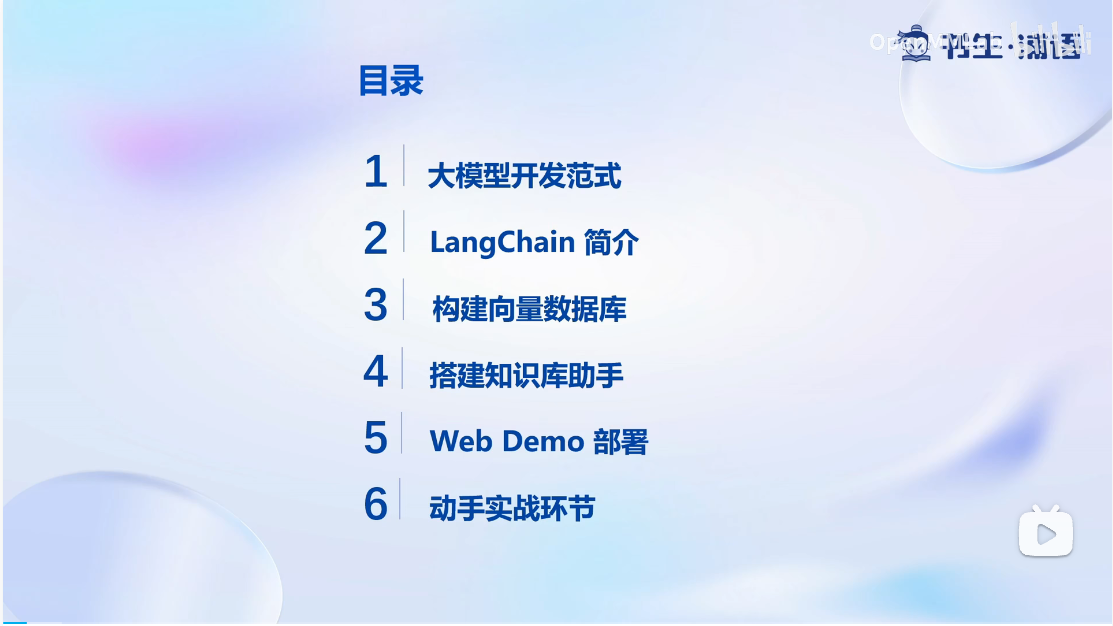 书生·浦语
目录
1 大模型开发范式
2 LangChain 简介
3 构建向量数据库
4 搭建知识库助手
5 Web Demo 部署
6 动手实战环节